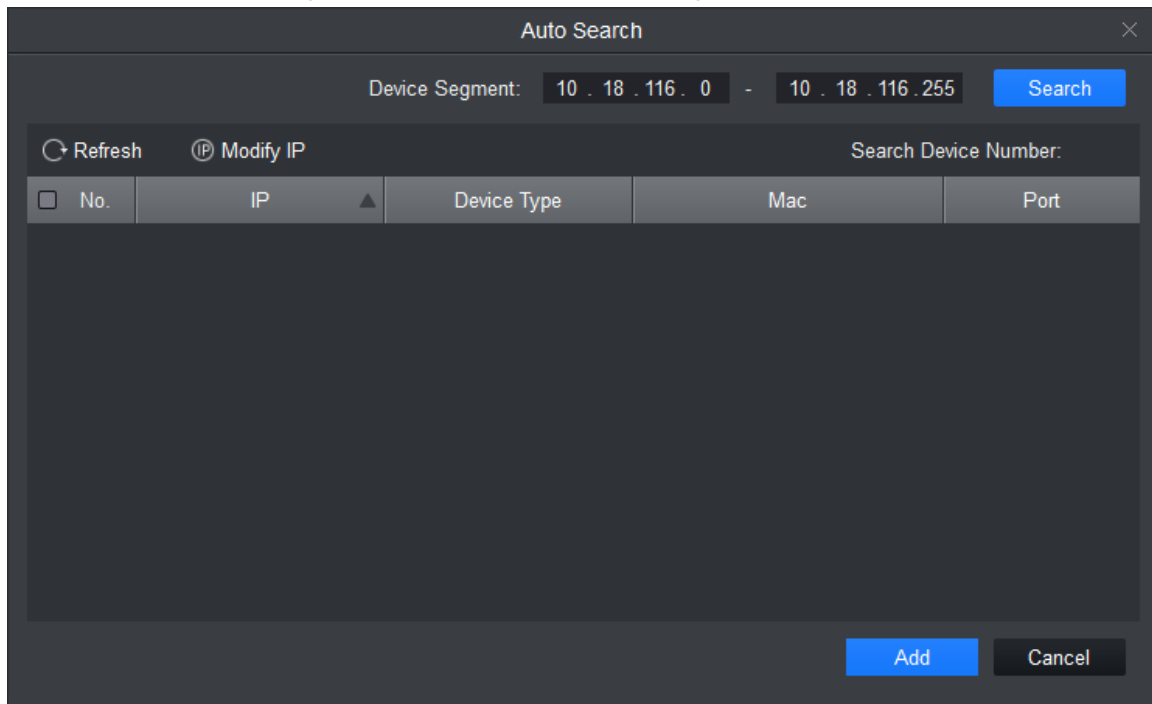 Auto Search
Device Segment: 10 . 18 . 116 . 0 - 10 . 18 . 116 . 255 Search
Refresh IP Modify IP Search Device Number:
No. IP Device Type Mac Port
Add Cancel